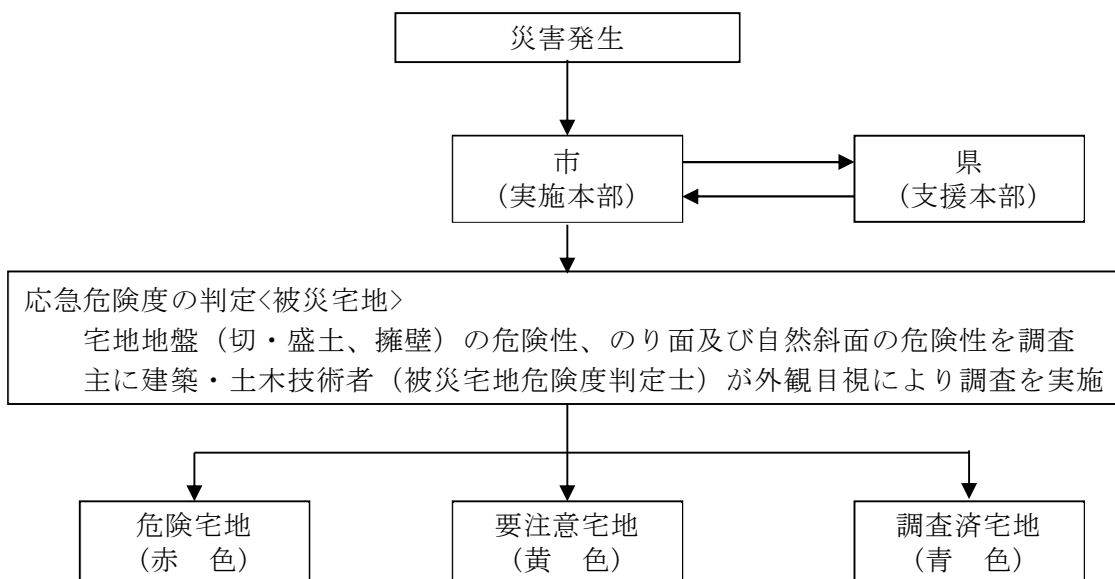 災害発生
市
(実施本部)
県
(支援本部)
応急危険度の判定<被災宅地>
宅地地盤(切・盛土、擁壁)の危険性、のり面及び自然斜面の危険性を調査
主に建築・土木技術者(被災宅地危険度判定士)が外観目視により調査を実施
危険宅地
(赤 色)
要注意宅地
(黄 色)
調査済宅地
(青 色)